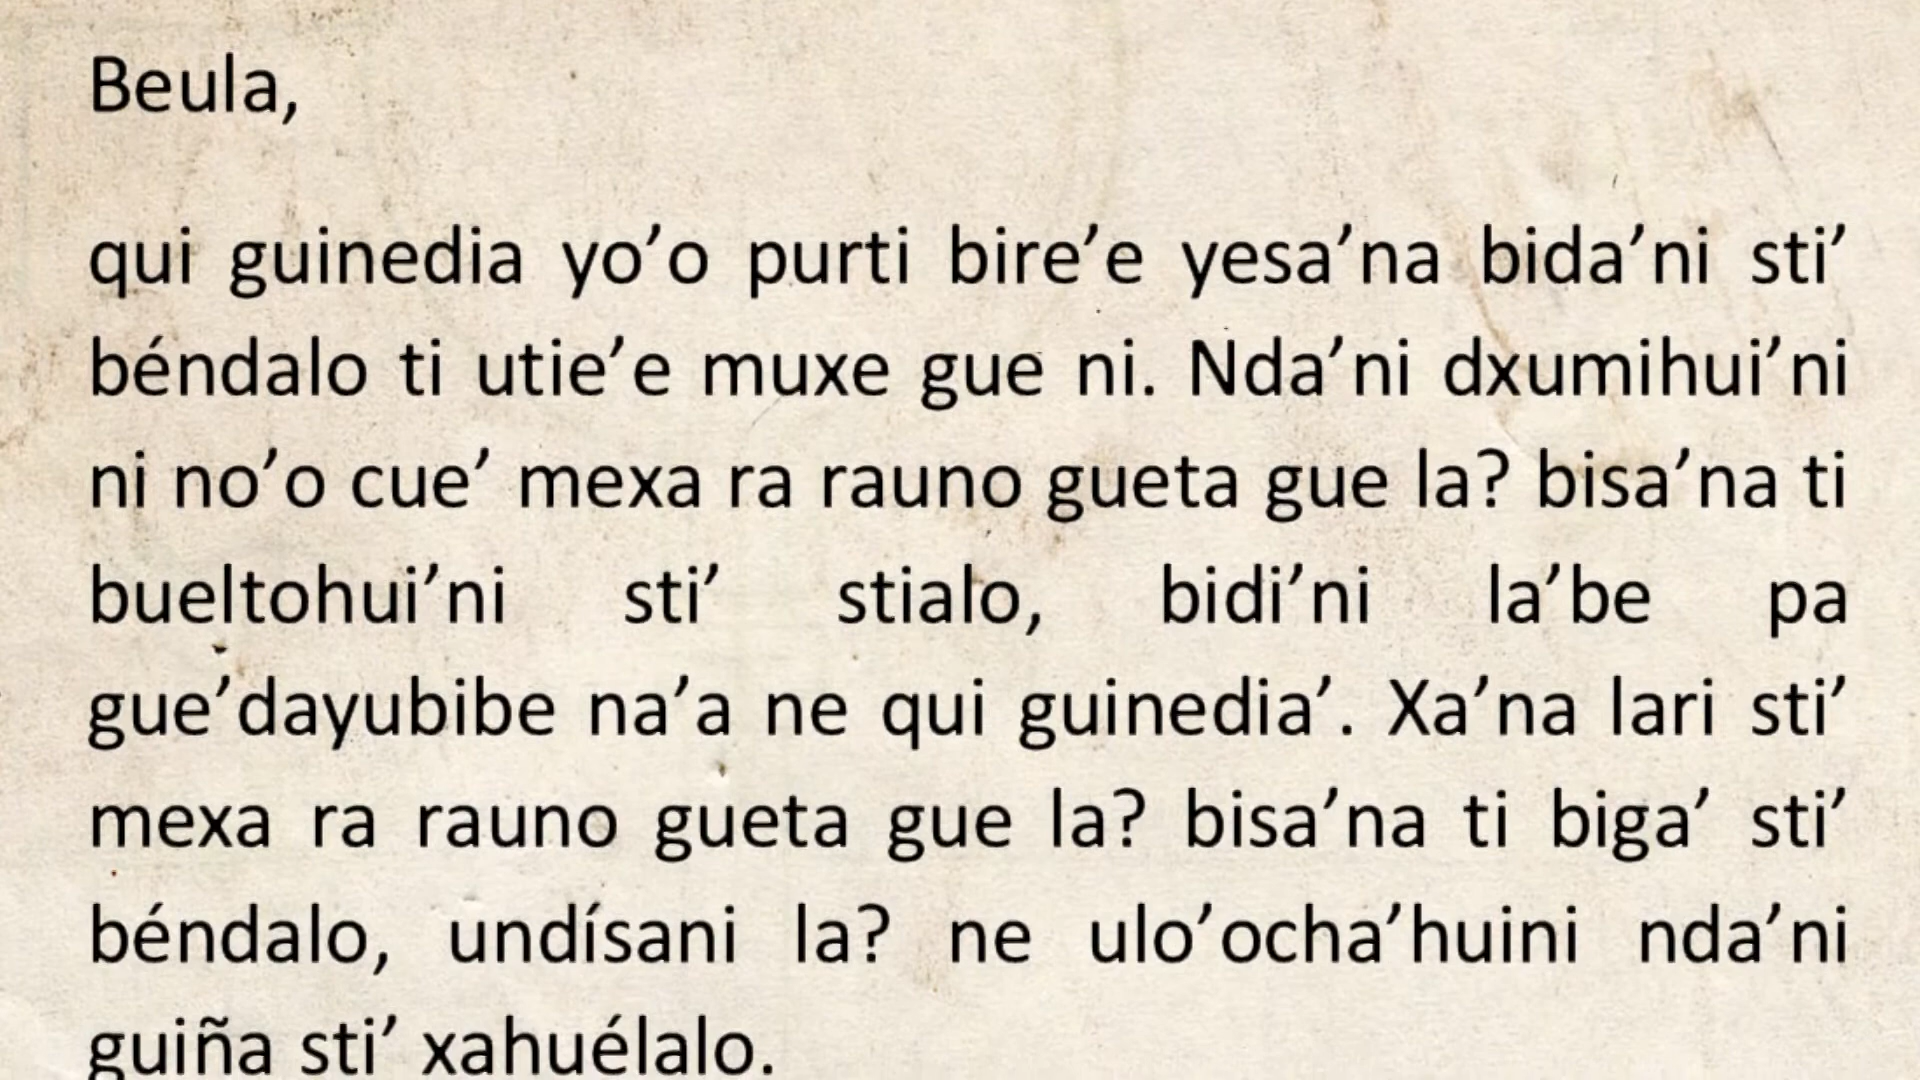 Beula,
qui guinedia yo’o purti bire’e yesa’na bida’ni sti’
béndalo ti utie’e muxe gue ni. Nda’ni dxumihui’ni
ni no’o cue’ mexa ra rauno gueta gue la? bisa’na ti
bueltohui’ni sti’ stialo, bidi’ni la’be pa
gue’dayubibe na’a ne qui guinedia’. Xa’na lari sti’
mexa ra rauno gueta gue la? bisa’na ti biga’ sti’
béndalo, undísani la? ne ulo’ocha’huini nda’ni
guiña sti’ xahuélalo.